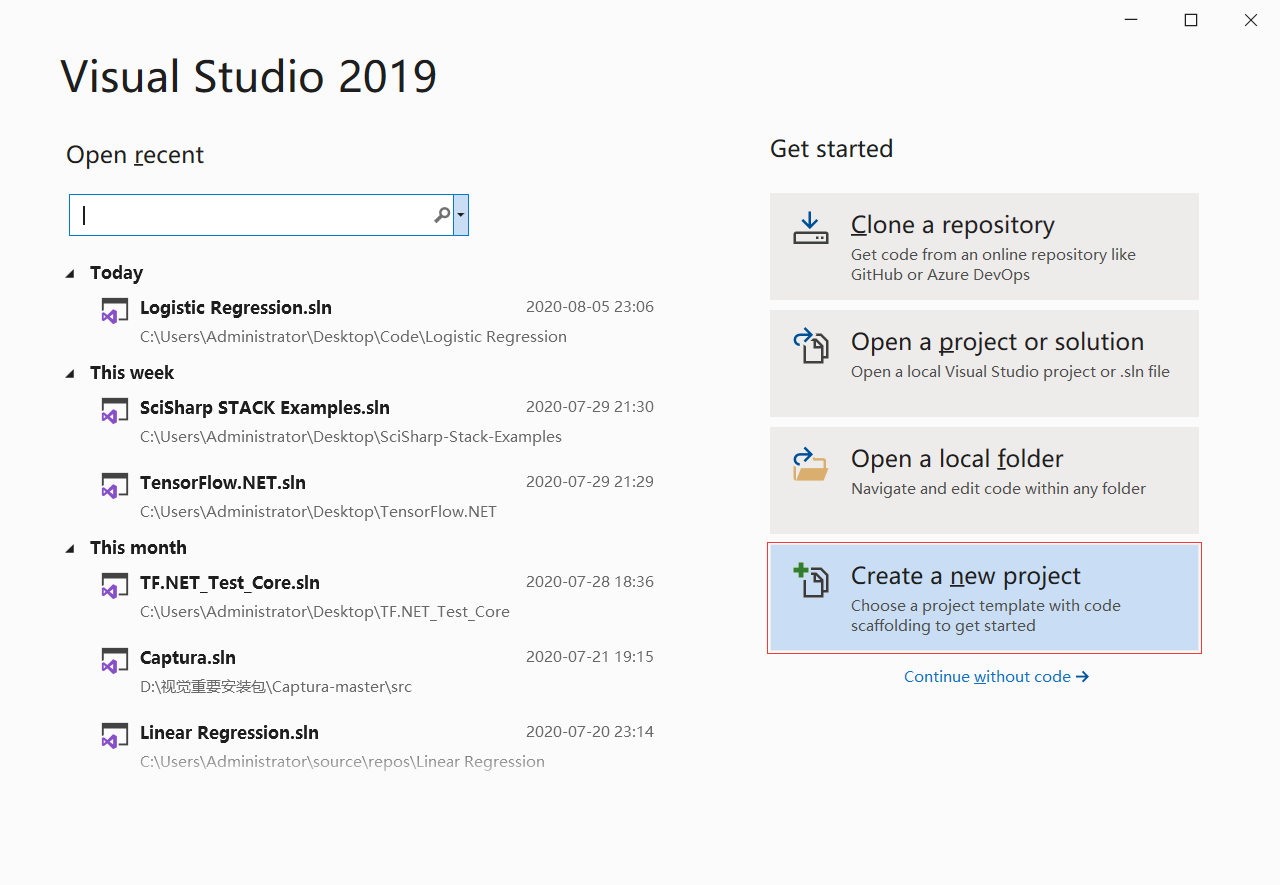 Visual Studio 2019
Open recent
Today
Logistic Regression.sln 2020-08-05 23:06
C:\Users\Administrator\Desktop\Code\Logistic Regression
This week
SciSharp STACK Examples.sln 2020-07-29 21:30
C:\Users\Administrator\Desktop\SciSharp-Stack-Examples
TensorFlow.NET.sln 2020-07-29 21:29
C:\Users\Administrator\Desktop\TensorFlow.NET
This month
TF.NET_Test_Core.sln 2020-07-28 18:36
C:\Users\Administrator\Desktop\TF.NET_Test_Core
Captura.sln 2020-07-21 19:15
D:\视觉重要安装包\Captura-master\src
Linear Regression.sln 2020-07-20 23:14
C:\Users\Administrator\source\repos\Linear Regression
Get started
Clone a repository
Get code from an online repository like
GitHub or Azure DevOps
Open a project or solution
Open a local Visual Studio project or .sln file
Open a local folder
Navigate and edit code within any folder
Create a new project
Choose a project template with code
scaffolding to get started
Continue without code →